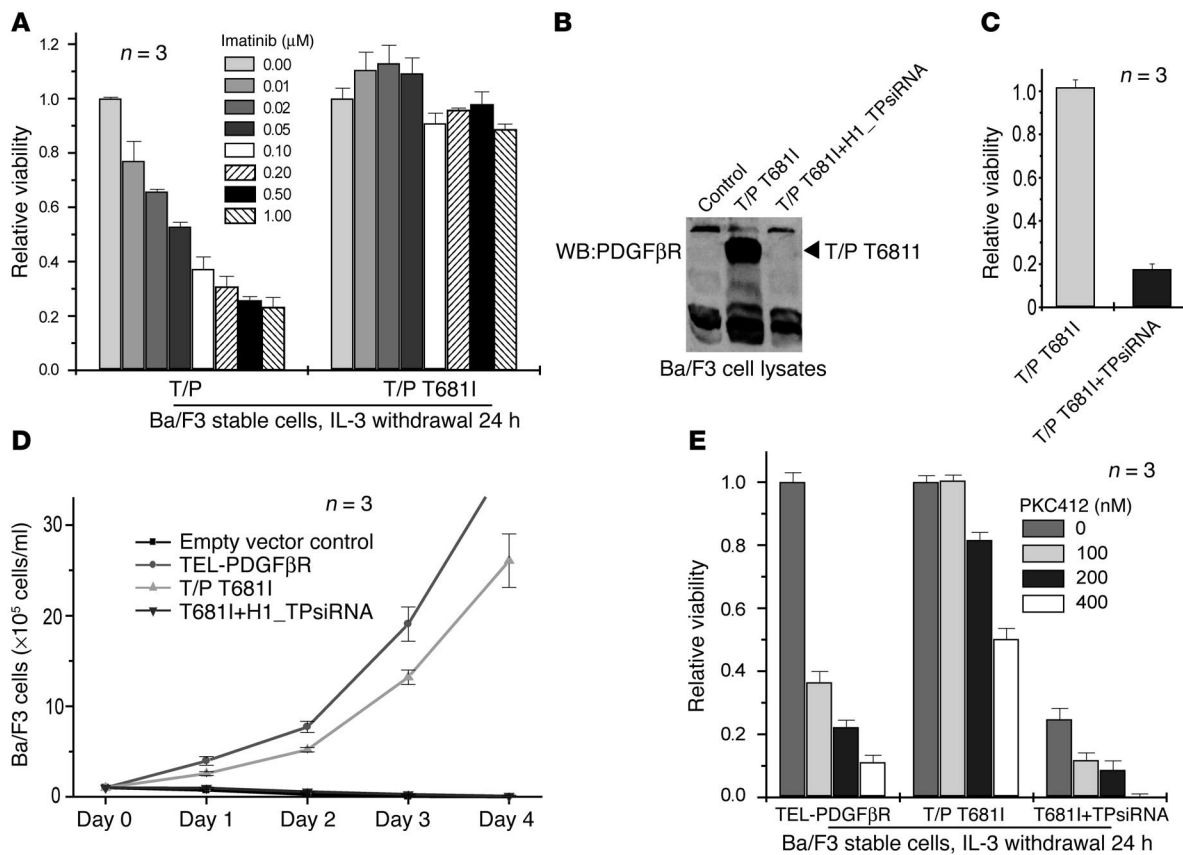 A
n = 3
Imatinib (μM)
0.00
0.01
0.02
0.05
0.10
0.20
0.50
1.00
Relative viability
1.2
1.0
0.8
0.6
0.4
0.2
0.0
T/P
T/P T681I
Ba/F3 stable cells, IL-3 withdrawal 24 h
B
Control
T/P T681I
T/P T681I+H1_TPsiRNA
WB:PDGFβR
T/P T6811
Ba/F3 cell lysates
C
n = 3
Relative viability
1.0
0.8
0.6
0.4
0.2
0
T/P T681I
T/P T681I+TPsiRNA
D
n = 3
Empty vector control
TEL-PDGFβR
T/P T681I
T681I+H1_TPsiRNA
Ba/F3 cells (×10⁵ cells/ml)
30
20
10
0
Day 0
Day 1
Day 2
Day 3
Day 4
E
n = 3
PKC412 (nM)
0
100
200
400
Relative viability
1.0
0.8
0.6
0.4
0.2
0.0
TEL-PDGFβR
T/P T681I
T681I+TPsiRNA
Ba/F3 stable cells, IL-3 withdrawal 24 h